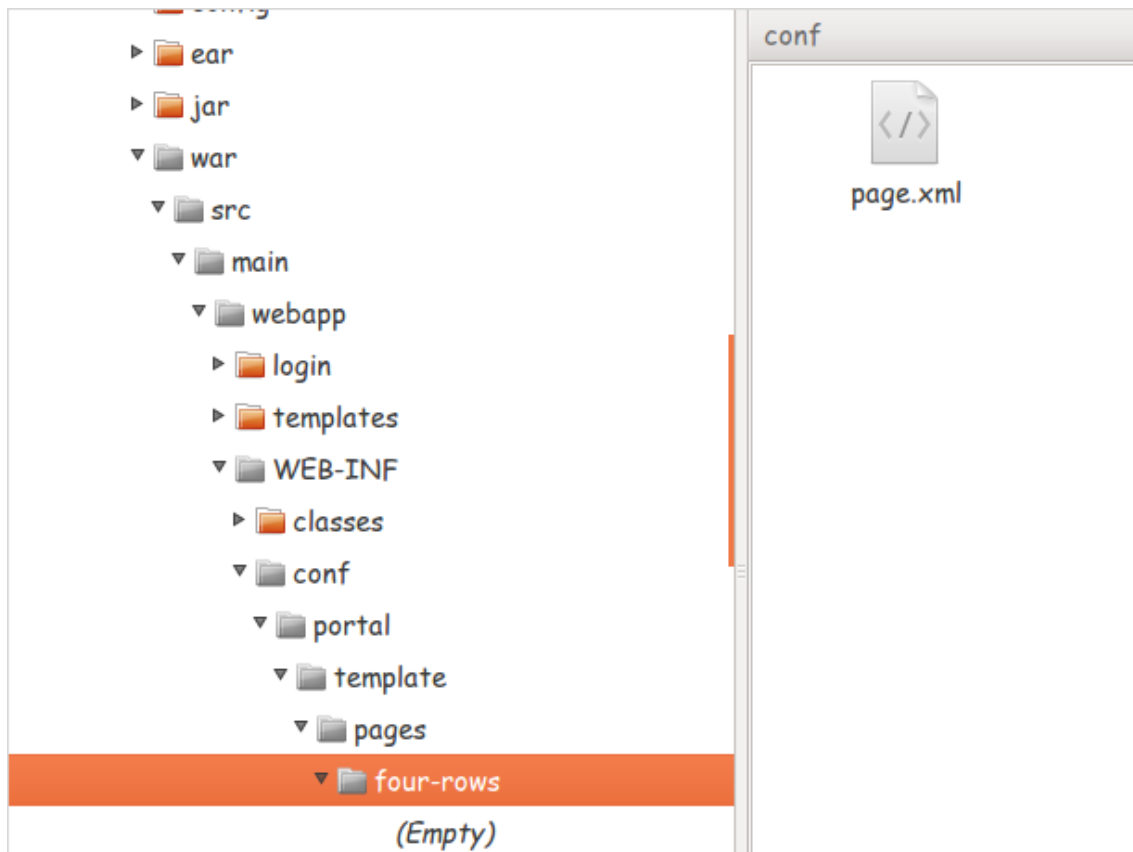 config
ear
jar
war
src
main
webapp
login
templates
WEB-INF
classes
conf
portal
template
pages
four-rows
(Empty)
conf
page.xml